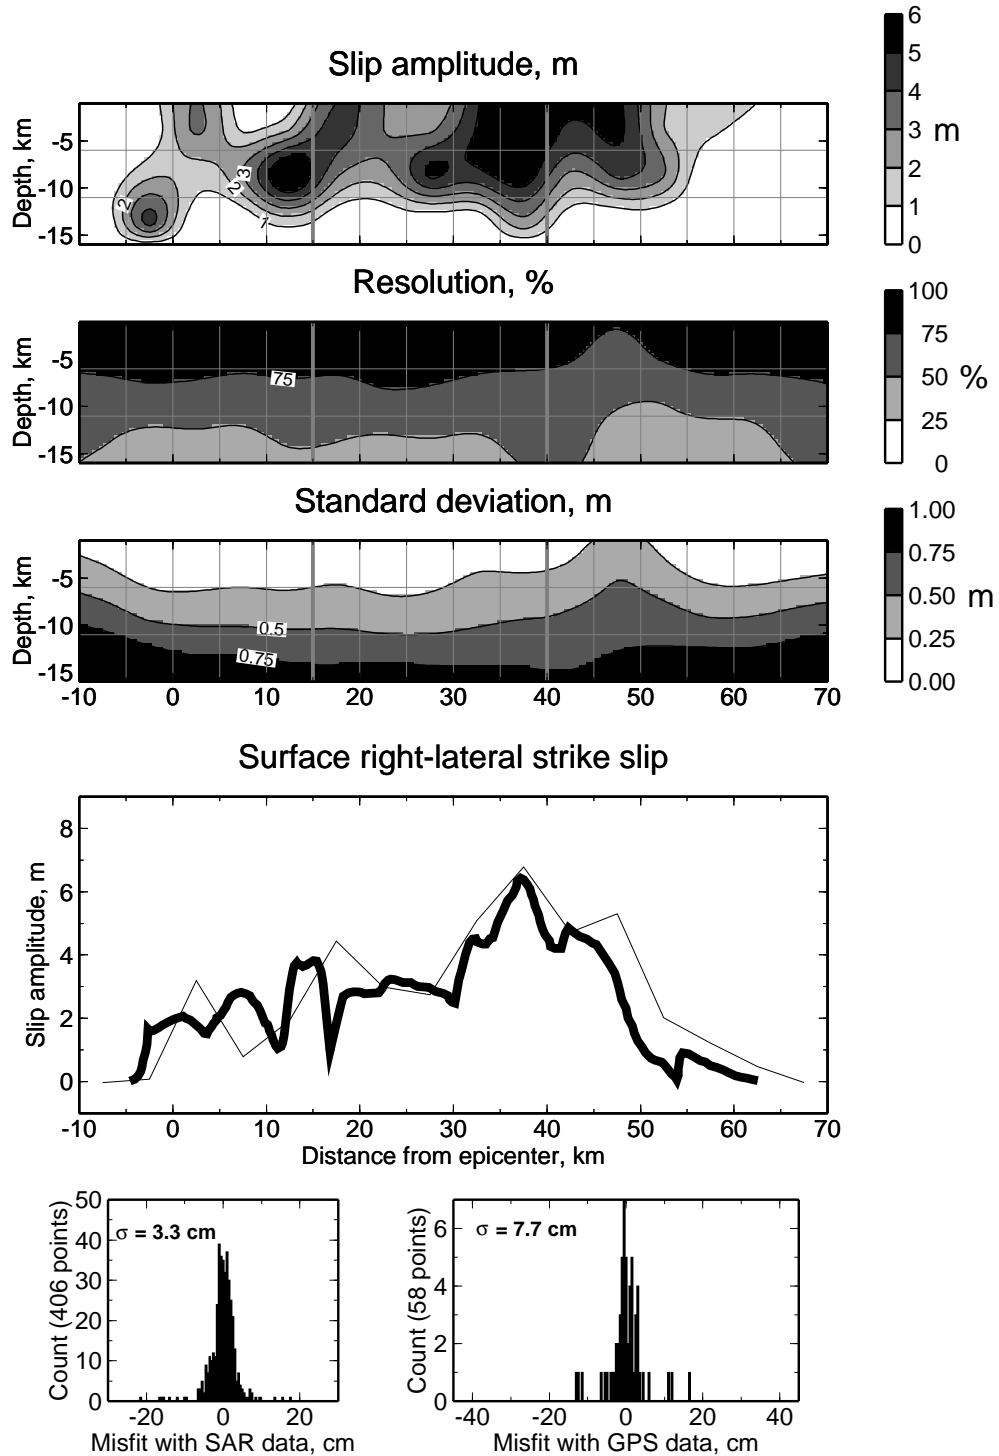 Slip amplitude, m
Depth, km
-5
-10
-15
2
2
3
1
6
5
4
3
2
1
0
m
Resolution, %
Depth, km
-5
-10
-15
75
100
75
50
25
0
%
Standard deviation, m
Depth, km
-5
-10
-15
0.5
0.75
1.00
0.75
0.50
0.25
0.00
m
-10 0 10 20 30 40 50 60 70
Surface right-lateral strike slip
Slip amplitude, m
8
6
4
2
0
-10 0 10 20 30 40 50 60 70
Distance from epicenter, km
Count (406 points)
50
40
30
20
10
0
σ = 3.3 cm
-20 0 20
Misfit with SAR data, cm
Count (58 points)
6
4
2
0
σ = 7.7 cm
-40 -20 0 20 40
Misfit with GPS data, cm